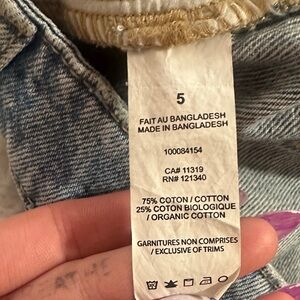 5
FAIT AU BANGLADESH
MADE IN BANGLADESH
100084154
CA# 11319
RN# 121340
75% COTON / COTTON
25% COTON BIOLOGIQUE
/ ORGANIC COTTON
GARNITURES NON COMPRISES
/ EXCLUSIVE OF TRIMS